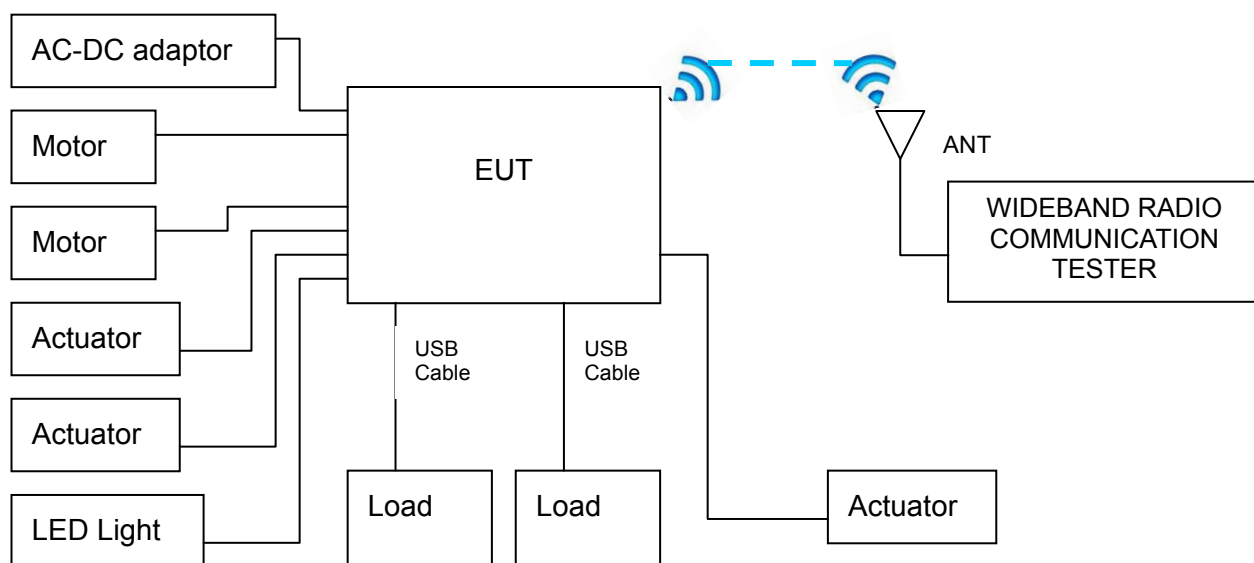 AC-DC adaptor
Motor
EUT
ANT
Motor
WIDEBAND RADIO
COMMUNICATION
TESTER
Actuator
USB
Cable
USB
Cable
Actuator
LED Light
Load
Load
Actuator